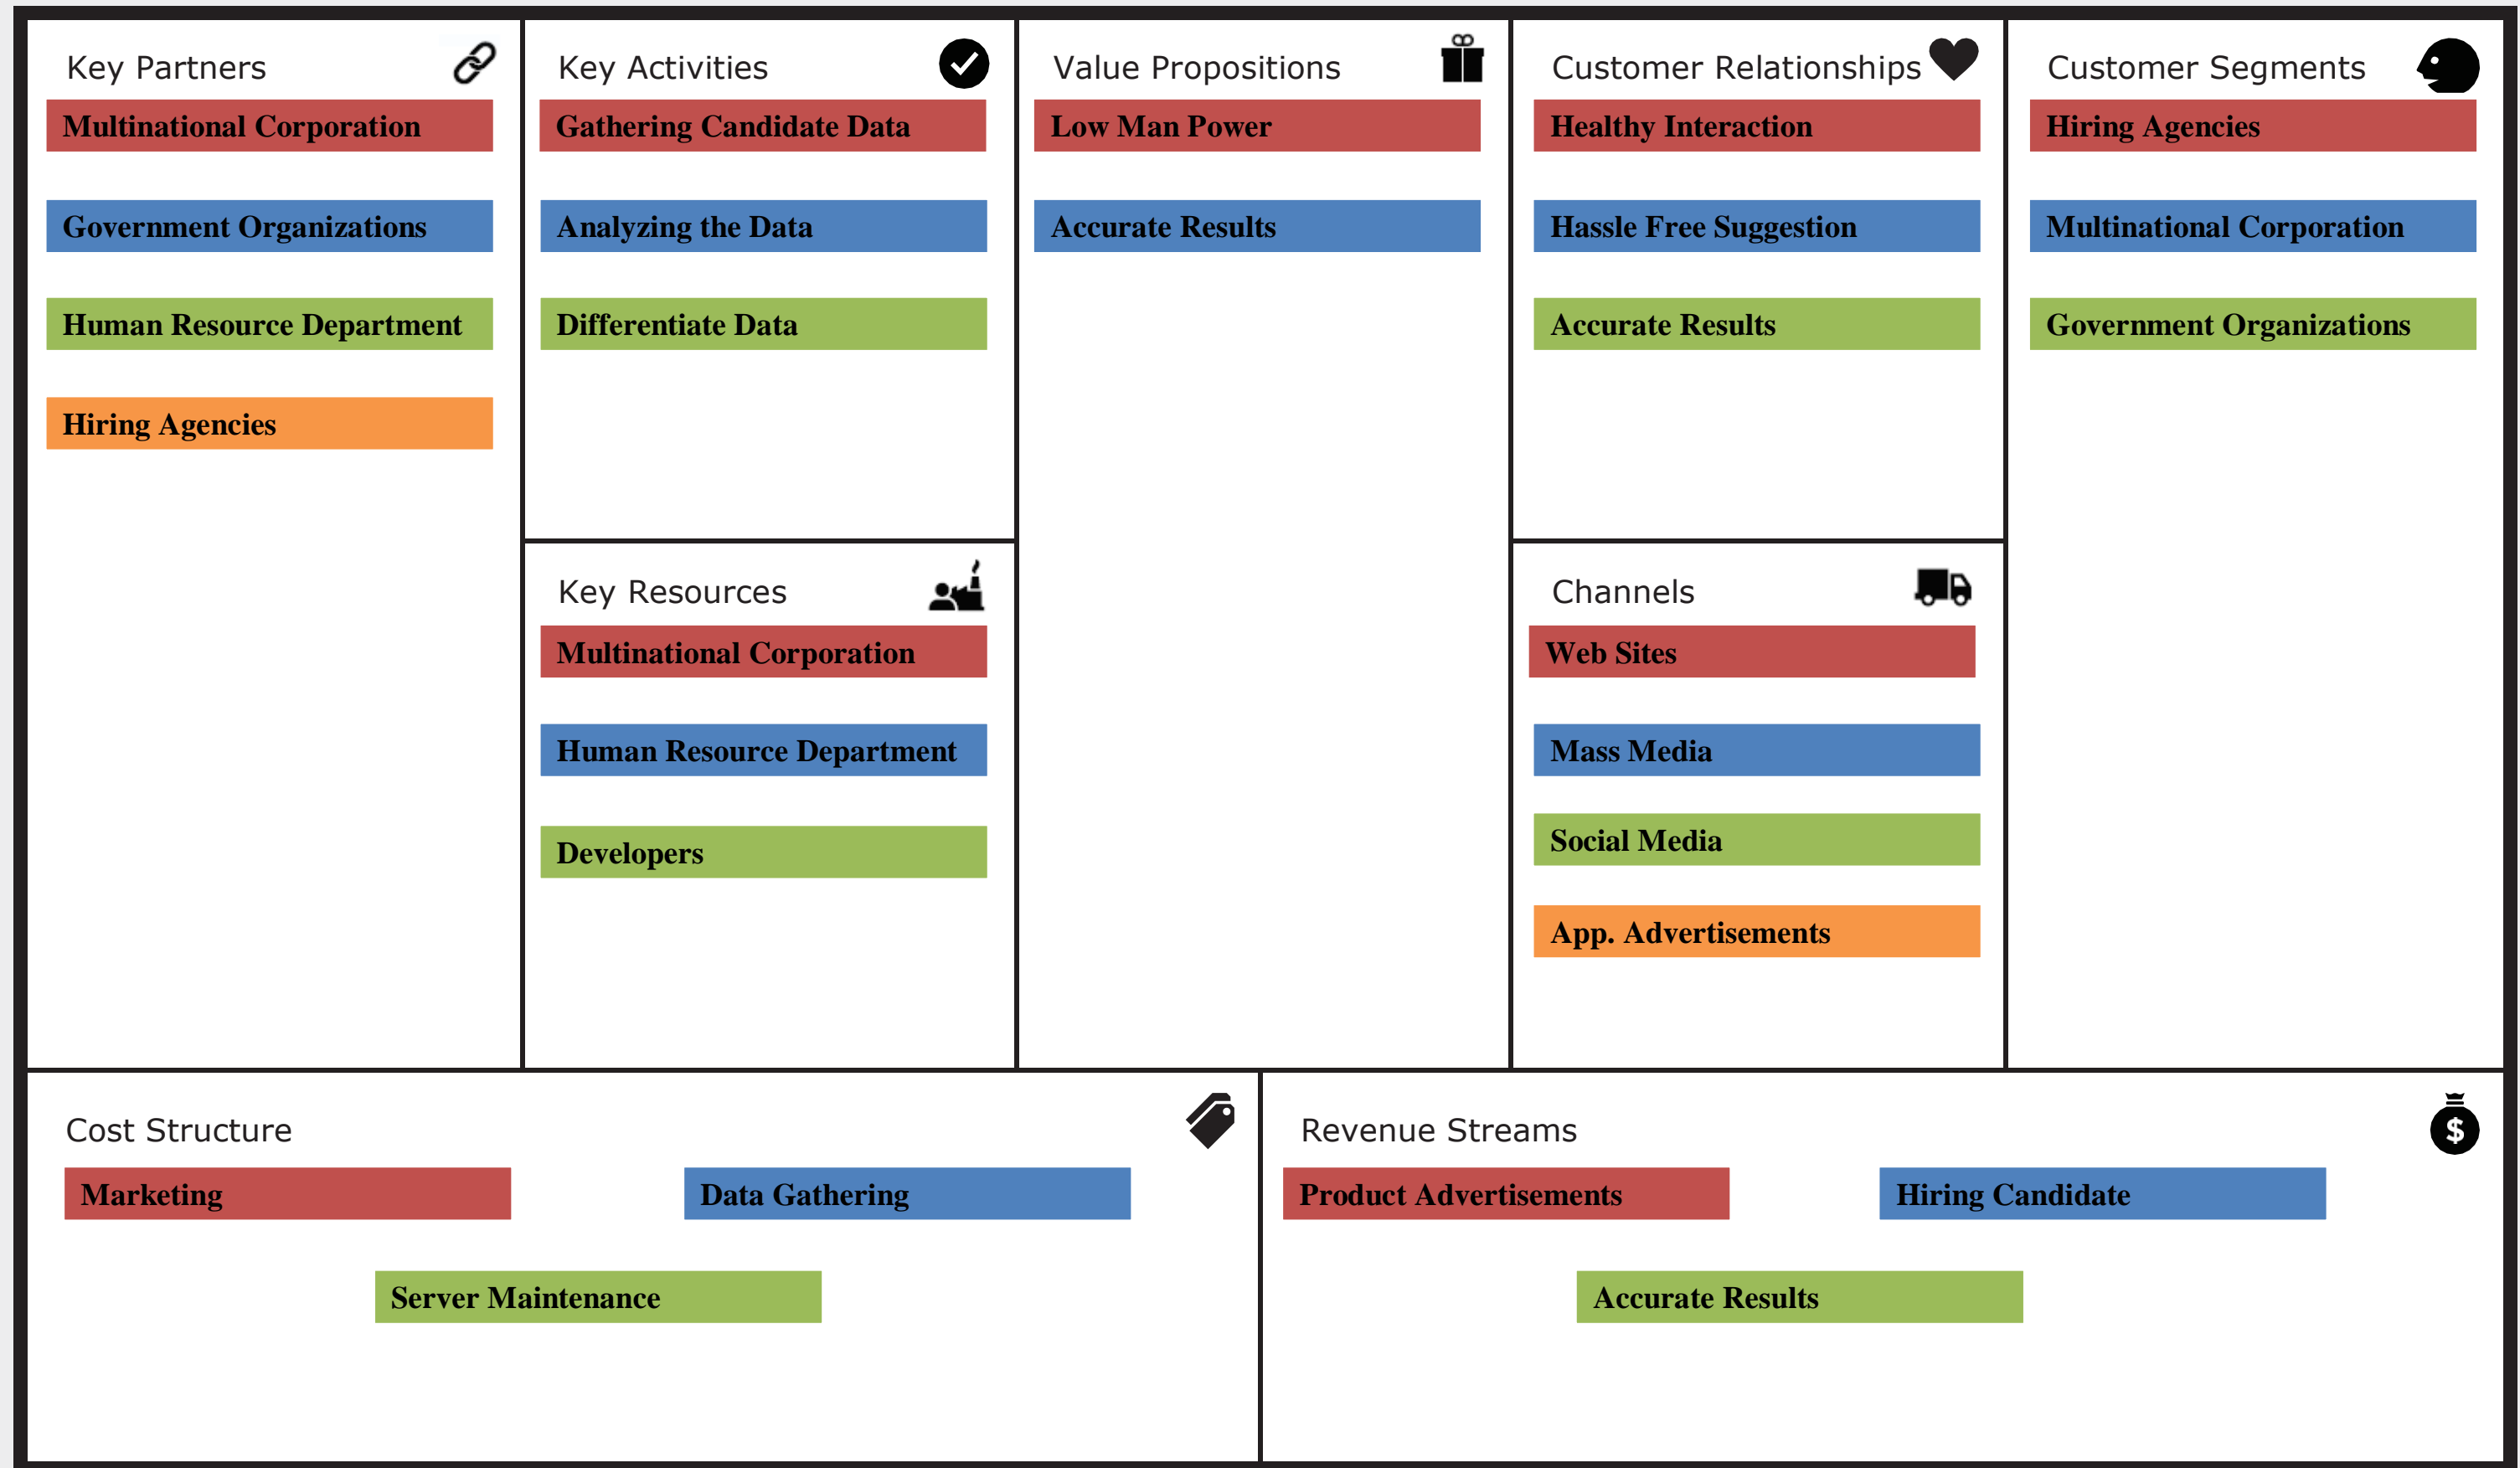 Key Partners
Multinational Corporation
Government Organizations
Human Resource Department
Hiring Agencies
Key Activities
Gathering Candidate Data
Analyzing the Data
Differentiate Data
Key Resources
Multinational Corporation
Human Resource Department
Developers
Value Propositions
Low Man Power
Accurate Results
Customer Relationships
Healthy Interaction
Hassle Free Suggestion
Accurate Results
Channels
Web Sites
Mass Media
Social Media
App. Advertisements
Customer Segments
Hiring Agencies
Multinational Corporation
Government Organizations
Cost Structure
Marketing
Data Gathering
Server Maintenance
Revenue Streams
$
Product Advertisements
Hiring Candidate
Accurate Results